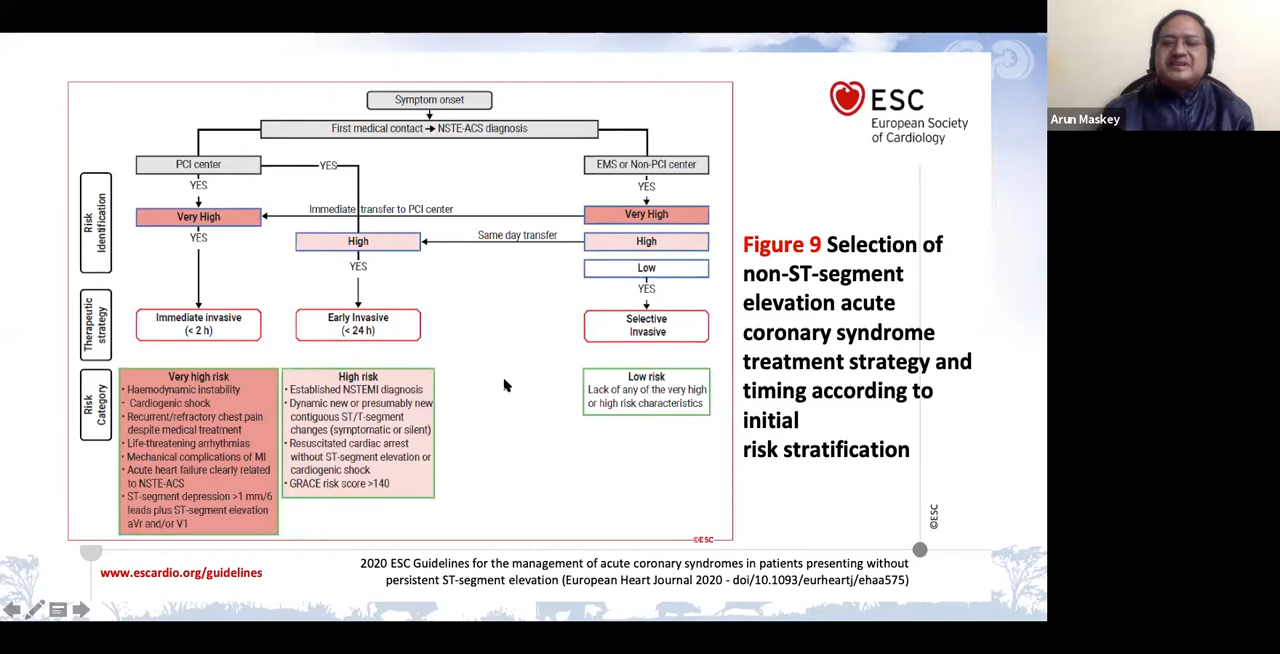 Symptom onset
First medical contact → NSTE-ACS diagnosis
PCI center
YES
EMS or Non-PCI center
YES
YES
Risk
Identification
Very High
Immediate transfer to PCI center
Very High
YES
High
Same day transfer
High
YES
Low
YES
Therapeutic
strategy
Immediate invasive
(< 2 h)
Early Invasive
(< 24 h)
Selective
Invasive
Risk
Category
Very high risk
• Haemodynamic instability
• Cardiogenic shock
• Recurrent/refractory chest pain
despite medical treatment
• Life-threatening arrhythmias
• Mechanical complications of MI
• Acute heart failure clearly related
to NSTE-ACS
• ST-segment depression >1 mm/6
leads plus ST-segment elevation
aVr and/or V1
High risk
• Established NSTEMI diagnosis
• Dynamic new or presumably new
contiguous ST/T-segment
changes (symptomatic or silent)
• Resuscitated cardiac arrest
without ST-segment elevation or
cardiogenic shock
• GRACE risk score >140
Low risk
Lack of any of the very high
or high risk characteristics
©ESC
ESC
European Society
of Cardiology
Figure 9 Selection of
non-ST-segment
elevation acute
coronary syndrome
treatment strategy and
timing according to
initial
risk stratification
©ESC
www.escardio.org/guidelines
2020 ESC Guidelines for the management of acute coronary syndromes in patients presenting without
persistent ST-segment elevation (European Heart Journal 2020 - doi/10.1093/eurheartj/ehaa575)
Arun Maskey